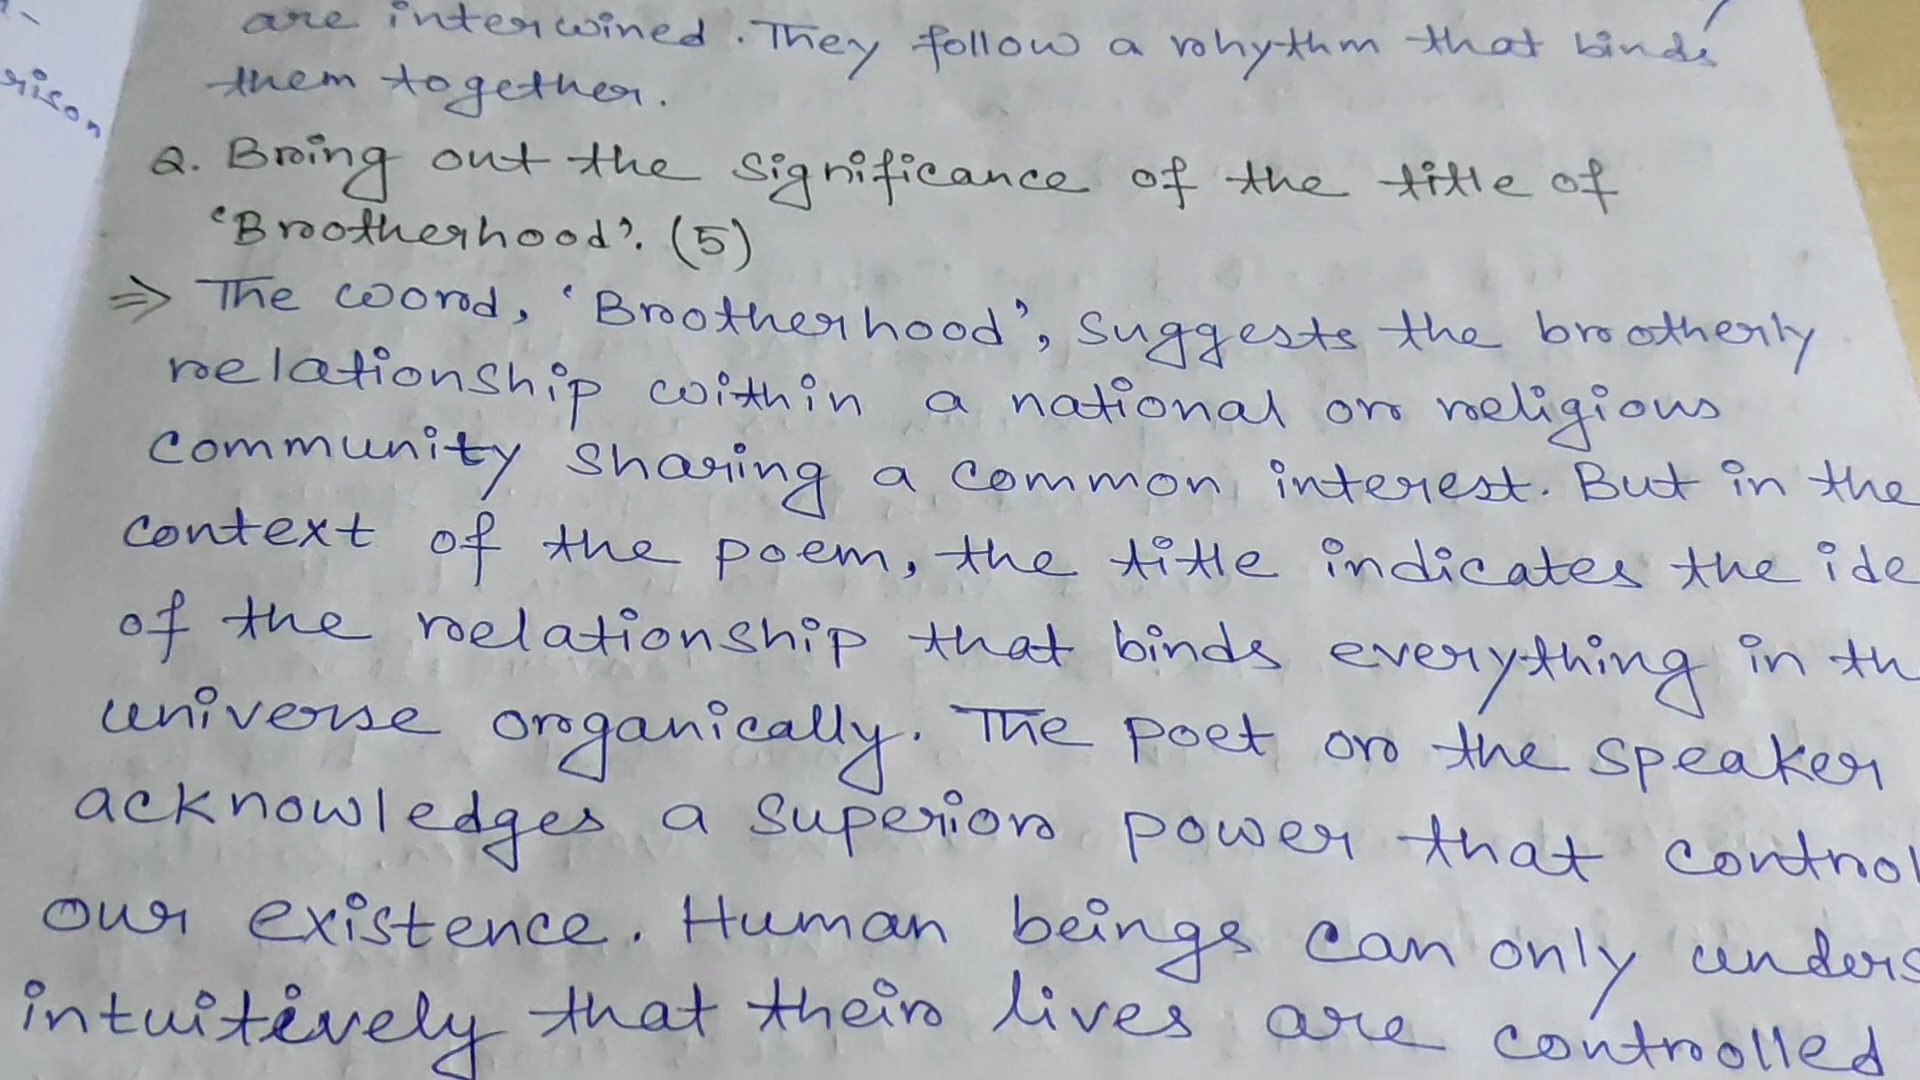 are interwined. They follow a rohythm that binds
them together.
rison
Q. Bring out the significance of the title of
'Brotherhood'. (5)
⇒ The word, 'Brotherhood', suggests the brotherly
relationship within a national or religious
community sharing a common interest. But in the
context of the poem, the title indicates the ide
of the relationship that binds everything in th
universe organically. The poet or the speaker
acknowledges a superior power that control
our existence. Human beings can only unders
intuitively that their lives are controlled